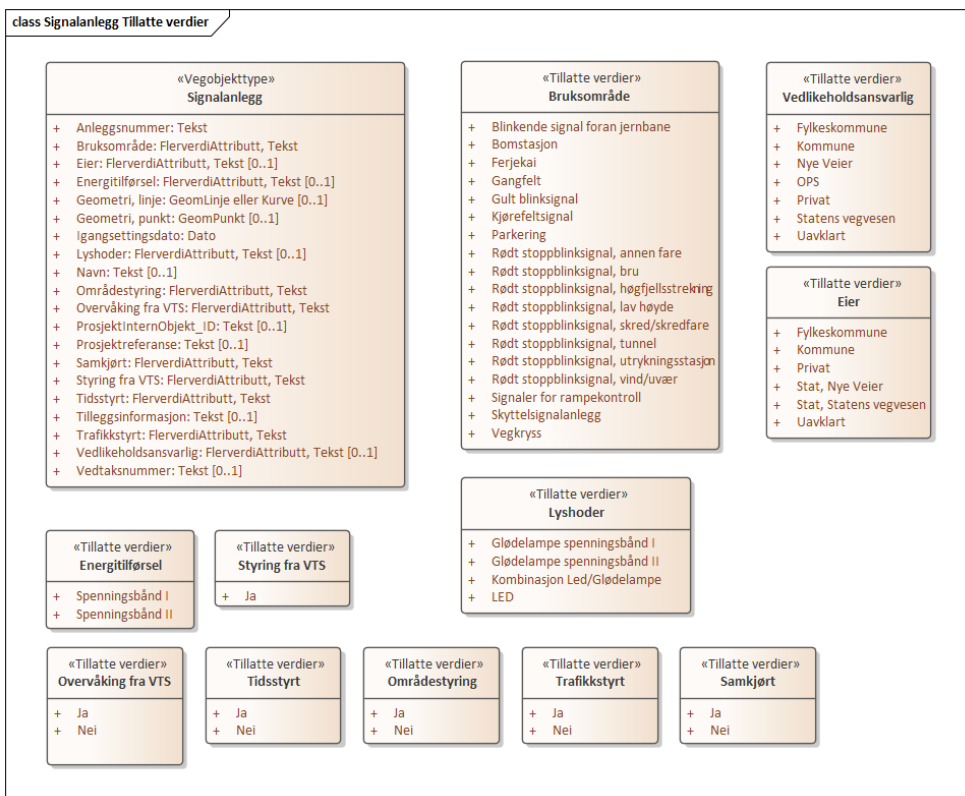 class Signalanlegg Tillatte verdier
«Vegobjekttype»
Signalanlegg
+ Anleggsnummer: Tekst
+ Bruksområde: FlerverdiAttributt, Tekst
+ Eier: FlerverdiAttributt, Tekst [0..1]
+ Energitilførsel: FlerverdiAttributt, Tekst [0..1]
+ Geometri, linje: GeomLinje eller Kurve [0..1]
+ Geometri, punkt: GeomPunkt [0..1]
+ Igangsettingsdato: Dato
+ Lyshoder: FlerverdiAttributt, Tekst [0..1]
+ Navn: Tekst [0..1]
+ Områdestyring: FlerverdiAttributt, Tekst
+ Overvåking fra VTS: FlerverdiAttributt, Tekst
+ ProsjektInternObjekt_ID: Tekst [0..1]
+ Prosjektreferanse: Tekst [0..1]
+ Samkjørt: FlerverdiAttributt, Tekst
+ Styring fra VTS: FlerverdiAttributt, Tekst
+ Tidsstyrt: FlerverdiAttributt, Tekst
+ Tilleggsinformasjon: Tekst [0..1]
+ Trafikkstyrt: FlerverdiAttributt, Tekst
+ Vedlikeholdsansvarlig: FlerverdiAttributt, Tekst [0..1]
+ Vedtaksnummer: Tekst [0..1]
«Tillatte verdier»
Bruksområde
+ Blinkende signal foran jernbane
+ Bomstasjon
+ Ferjekai
+ Gangfelt
+ Gult blinksignal
+ Kjørefeltsignal
+ Parkering
+ Rødt stoppblinksignal, annen fare
+ Rødt stoppblinksignal, bru
+ Rødt stoppblinksignal, høgfjellsstrekning
+ Rødt stoppblinksignal, lav høyde
+ Rødt stoppblinksignal, skred/skredfare
+ Rødt stoppblinksignal, tunnel
+ Rødt stoppblinksignal, utrykningsstasjon
+ Rødt stoppblinksignal, vind/uvær
+ Signaler for rampekontroll
+ Skyttelsignalanlegg
+ Vegkryss
«Tillatte verdier»
Vedlikeholdsansvarlig
+ Fylkeskommune
+ Kommune
+ Nye Veier
+ OPS
+ Privat
+ Statens vegvesen
+ Uavklart
«Tillatte verdier»
Eier
+ Fylkeskommune
+ Kommune
+ Privat
+ Stat, Nye Veier
+ Stat, Statens vegvesen
+ Uavklart
«Tillatte verdier»
Lyshoder
+ Glødelampe spenningsbånd I
+ Glødelampe spenningsbånd II
+ Kombinasjon Led/Glødelampe
+ LED
«Tillatte verdier»
Energitilførsel
+ Spenningsbånd I
+ Spenningsbånd II
«Tillatte verdier»
Styring fra VTS
+ Ja
«Tillatte verdier»
Overvåking fra VTS
+ Ja
+ Nei
«Tillatte verdier»
Tidsstyrt
+ Ja
+ Nei
«Tillatte verdier»
Områdestyring
+ Ja
+ Nei
«Tillatte verdier»
Trafikkstyrt
+ Ja
+ Nei
«Tillatte verdier»
Samkjørt
+ Ja
+ Nei